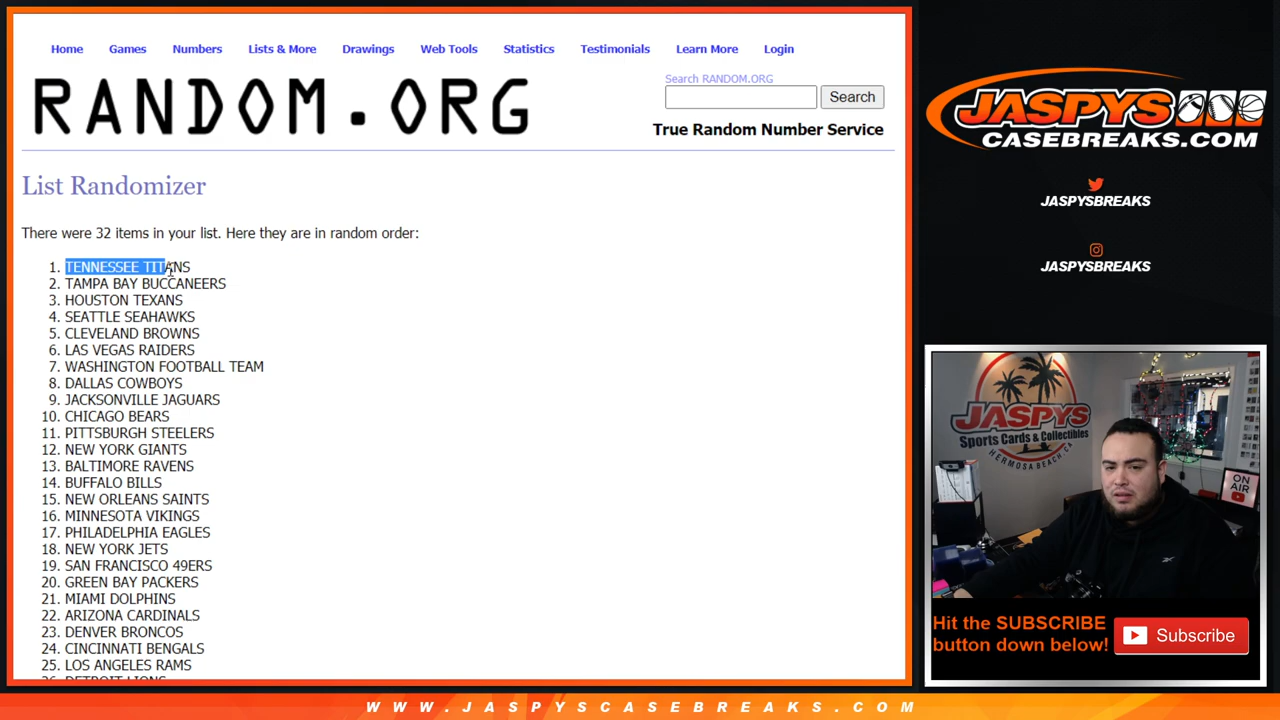 Home Games Numbers Lists & More Drawings Web Tools Statistics Testimonials Learn More Login
RANDOM.ORG
Search RANDOM.ORG
Search
True Random Number Service
List Randomizer
There were 32 items in your list. Here they are in random order:
1. TENNESSEE TITANS
2. TAMPA BAY BUCCANEERS
3. HOUSTON TEXANS
4. SEATTLE SEAHAWKS
5. CLEVELAND BROWNS
6. LAS VEGAS RAIDERS
7. WASHINGTON FOOTBALL TEAM
8. DALLAS COWBOYS
9. JACKSONVILLE JAGUARS
10. CHICAGO BEARS
11. PITTSBURGH STEELERS
12. NEW YORK GIANTS
13. BALTIMORE RAVENS
14. BUFFALO BILLS
15. NEW ORLEANS SAINTS
16. MINNESOTA VIKINGS
17. PHILADELPHIA EAGLES
18. NEW YORK JETS
19. SAN FRANCISCO 49ERS
20. GREEN BAY PACKERS
21. MIAMI DOLPHINS
22. ARIZONA CARDINALS
23. DENVER BRONCOS
24. CINCINNATI BENGALS
25. LOS ANGELES RAMS
26. DETROIT LIONS
JASPYS
CASEBREAKS.COM
JASPYSBREAKS
JASPYSBREAKS
JASPYS
Sports Cards & Collectibles
HERMOSA BEACH, CA
ON
AIR
Hit the SUBSCRIBE
button down below!
Subscribe
WWW.JASPYSCASEBREAKS.COM